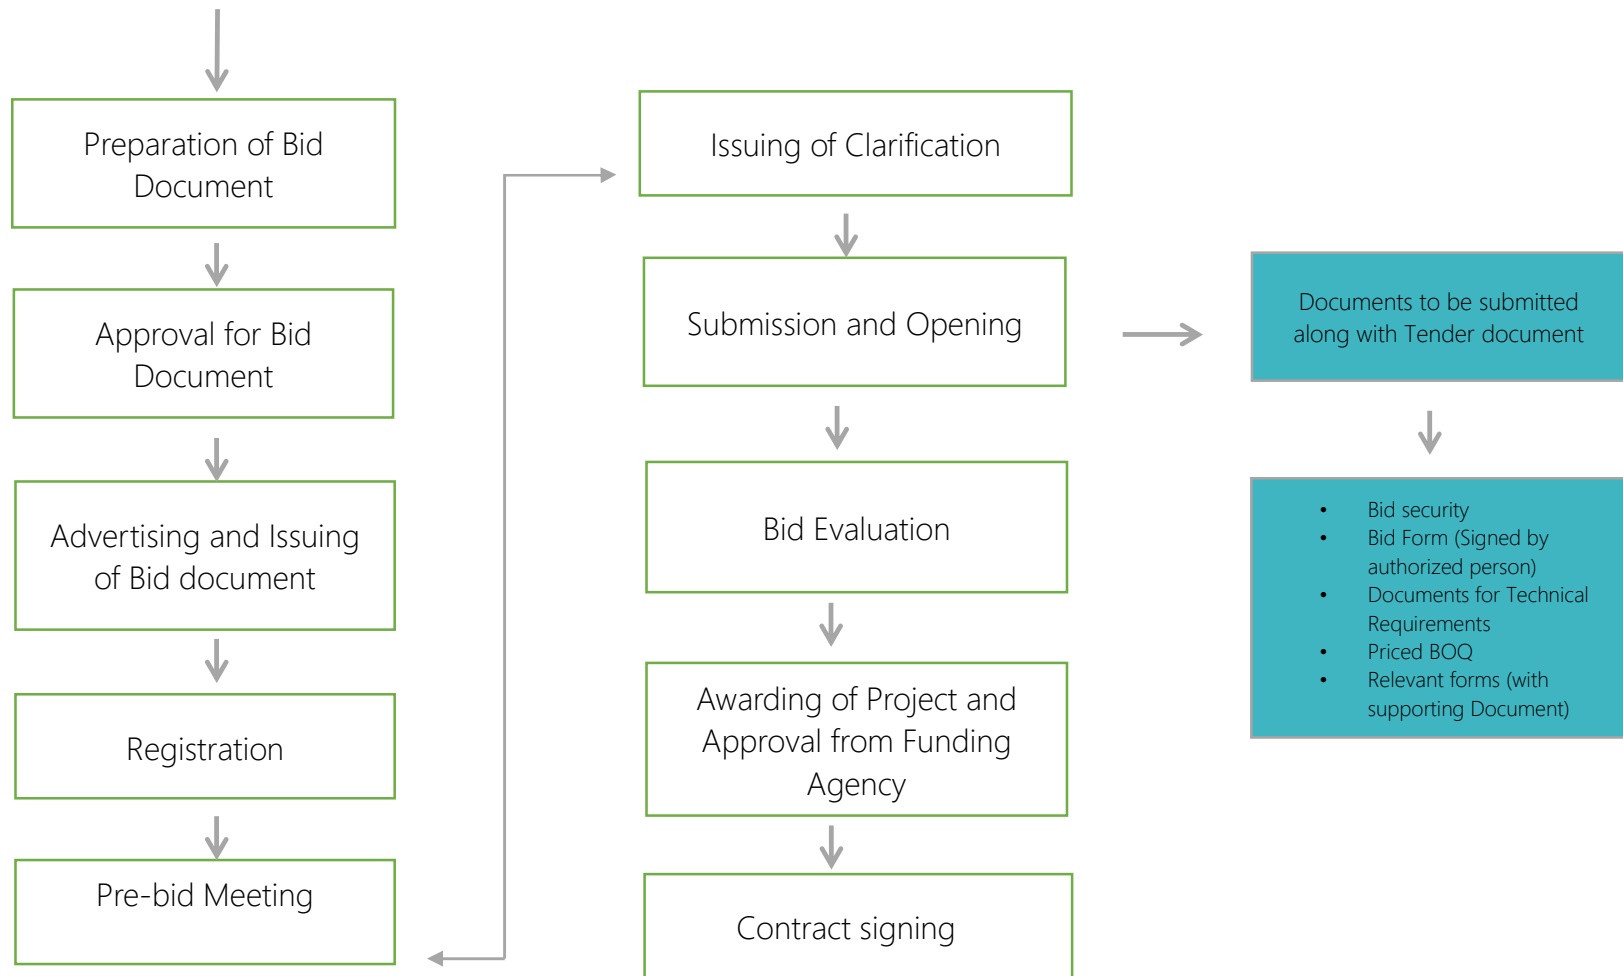 Preparation of Bid
Document
Approval for Bid
Document
Advertising and Issuing
of Bid document
Registration
Pre-bid Meeting
Issuing of Clarification
Submission and Opening
Bid Evaluation
Awarding of Project and
Approval from Funding
Agency
Contract signing
Documents to be submitted
along with Tender document
• Bid security
• Bid Form (Signed by
authorized person)
• Documents for Technical
Requirements
• Priced BOQ
• Relevant forms (with
supporting Document)